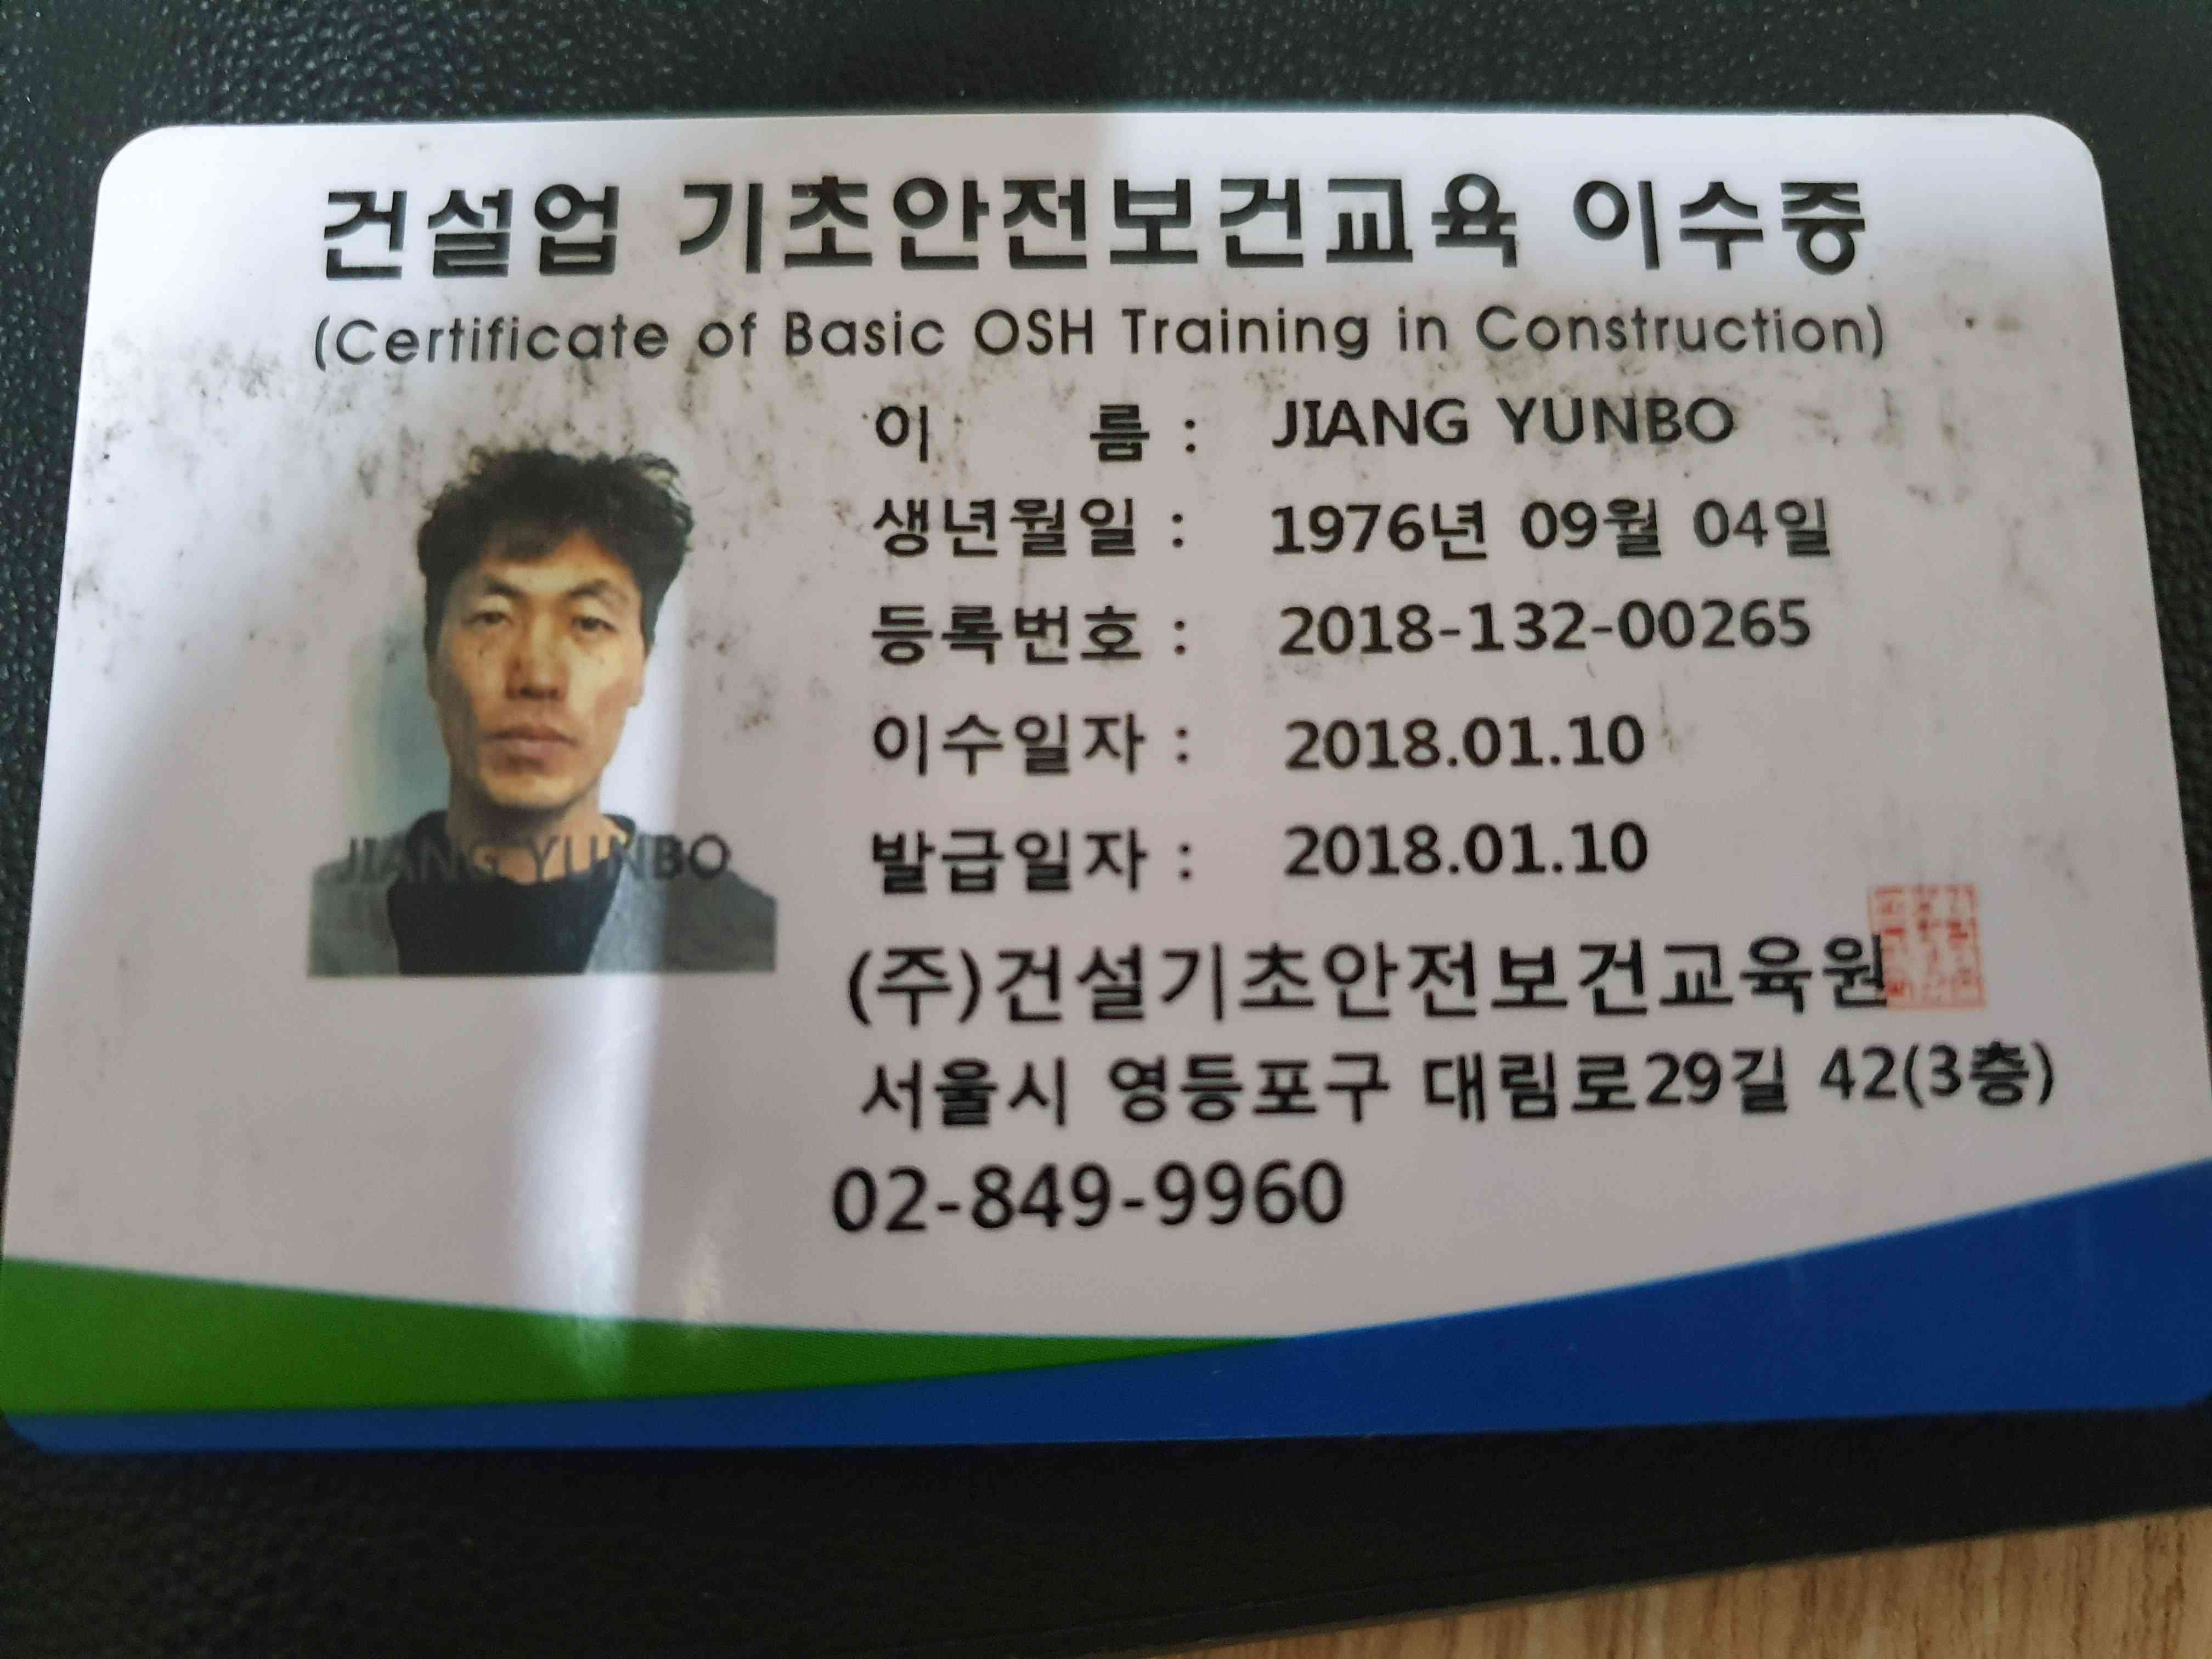 건설업 기초안전보건교육 이수증
(Certificate of Basic OSH Training in Construction)
이 름 : JIANG YUNBO
생년월일 : 1976년 09월 04일
등록번호 : 2018-132-00265
이수일자 : 2018.01.10
발급일자 : 2018.01.10
JIANG YUNBO
(주)건설기초안전보건교육원
서울시 영등포구 대림로29길 42(3층)
02-849-9960